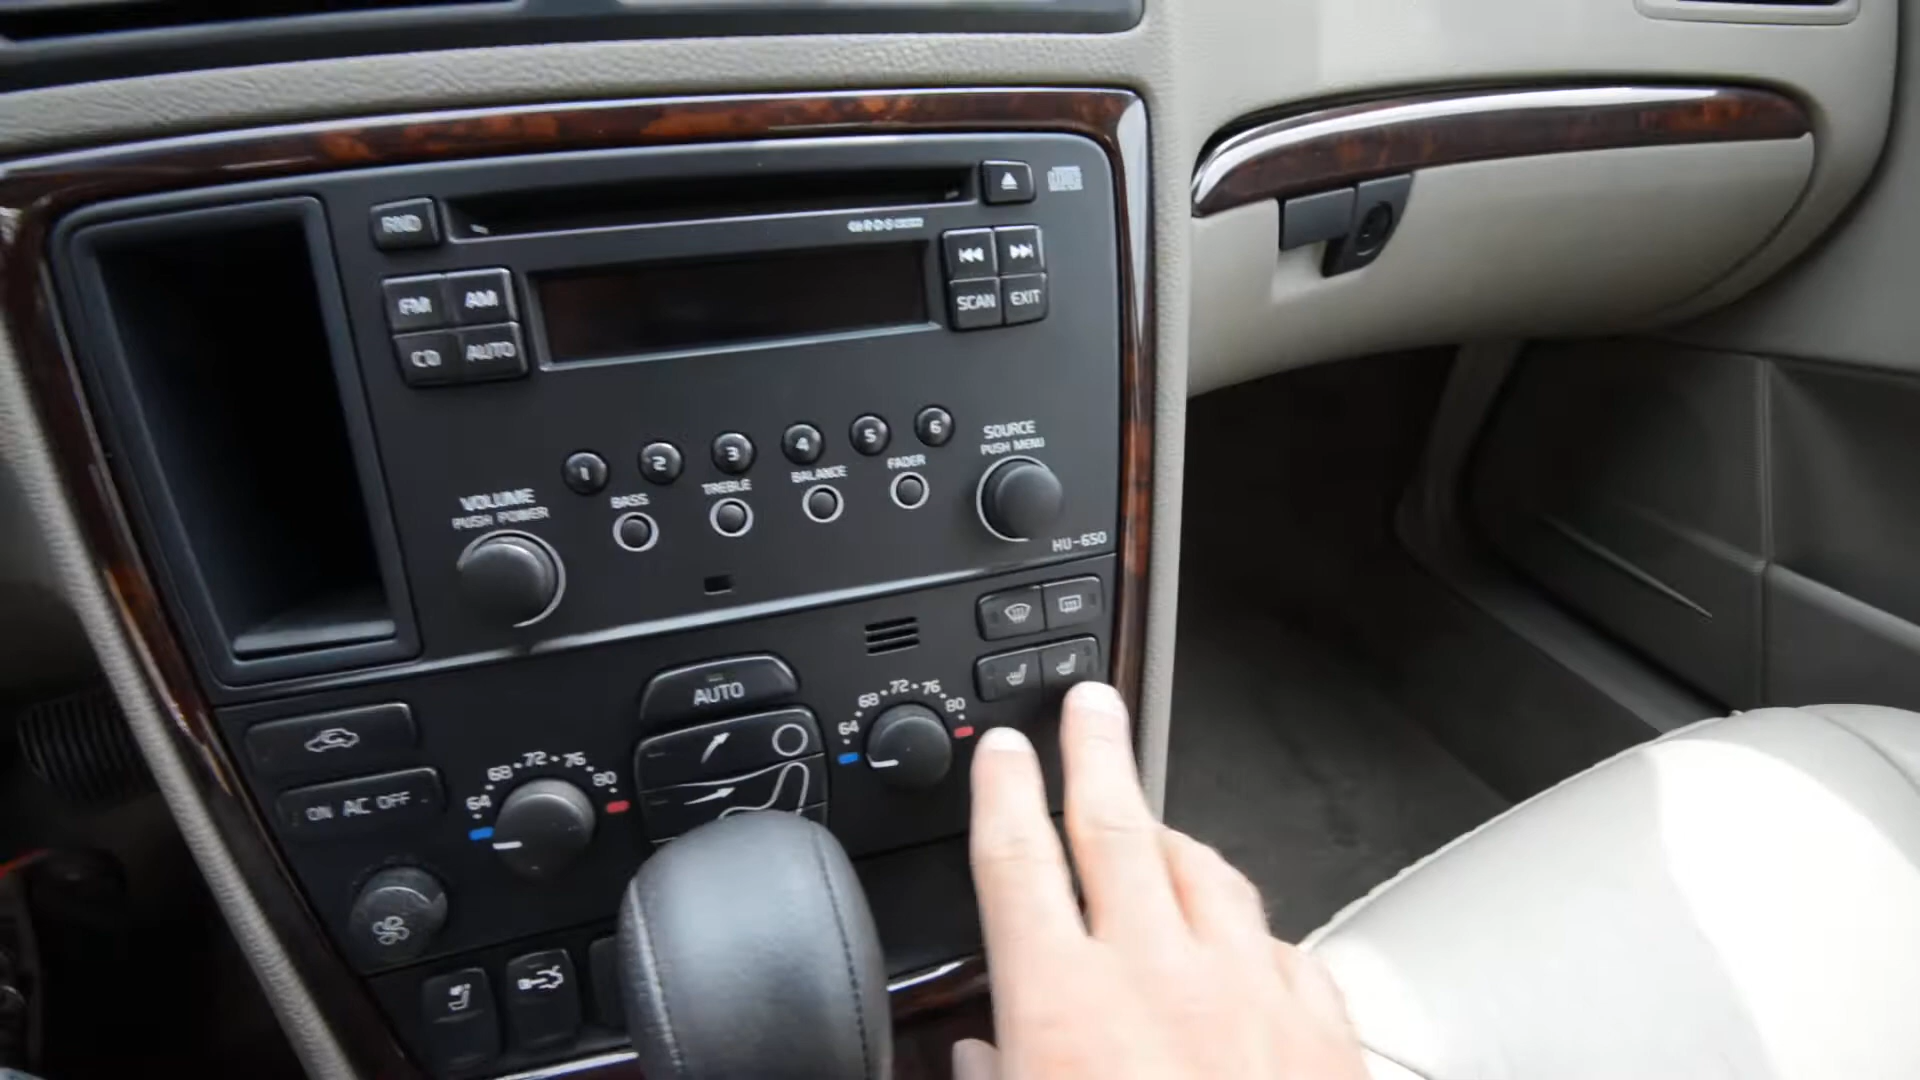 RND
FM AM
CD AUTO
SCAN EXIT
1 2 3 4 5 6
SOURCE
PUSH MENU
VOLUME
PUSH POWER
BASS
TREBLE
BALANCE
FADER
HU-650
AUTO
64 68 72 76 80
ON AC OFF
64 68 72 76 80